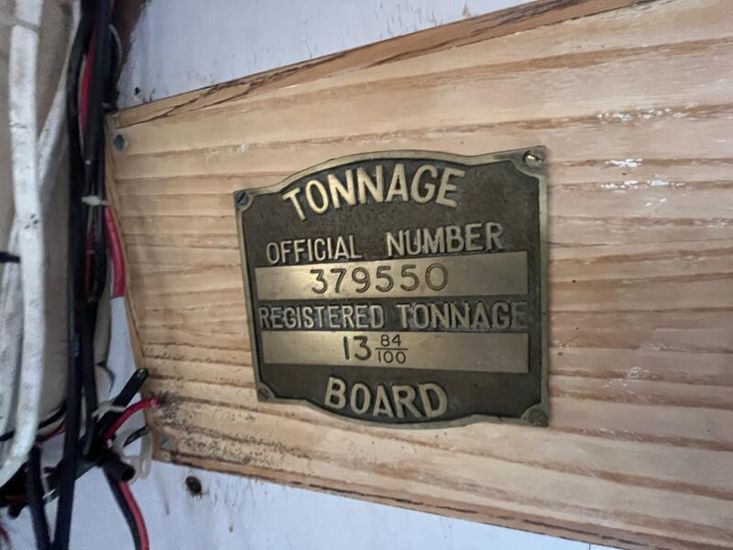 TONNAGE
OFFICIAL NUMBER
379550
REGISTERED TONNAGE
13 84/100
BOARD